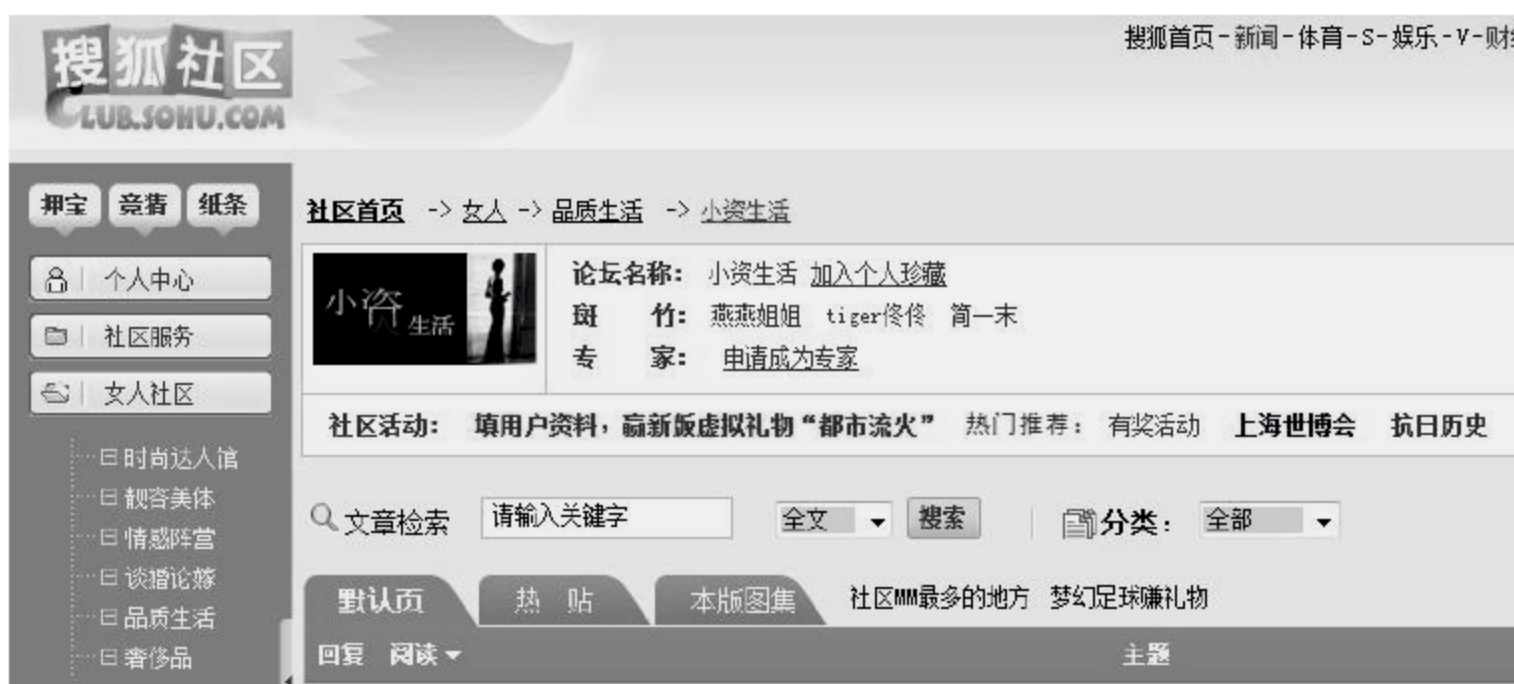 搜狐社区
CLUB.SOHU.COM
搜狐首页-新闻-体育-S-娱乐-V-财经
押宝 竞猜 纸条
个人中心
社区服务
女人社区
日时尚达人馆
靓容美体
情感阵营
谈婚论嫁
品质生活
奢侈品
社区首页 -> 女人 -> 品质生活 -> 小资生活
小资生活
论坛名称： 小资生活 加入个人珍藏
斑 竹： 燕燕姐姐 tiger佟佟 简一末
专 家： 申请成为专家
社区活动： 填用户资料，赢新版虚拟礼物“都市流火” 热门推荐： 有奖活动 上海世博会 抗日历史
文章检索 请输入关键字 全文 搜索 分类： 全部
默认页 热 贴 本版图集 社区MM最多的地方 梦幻足球赚礼物
回复 阅读 主题